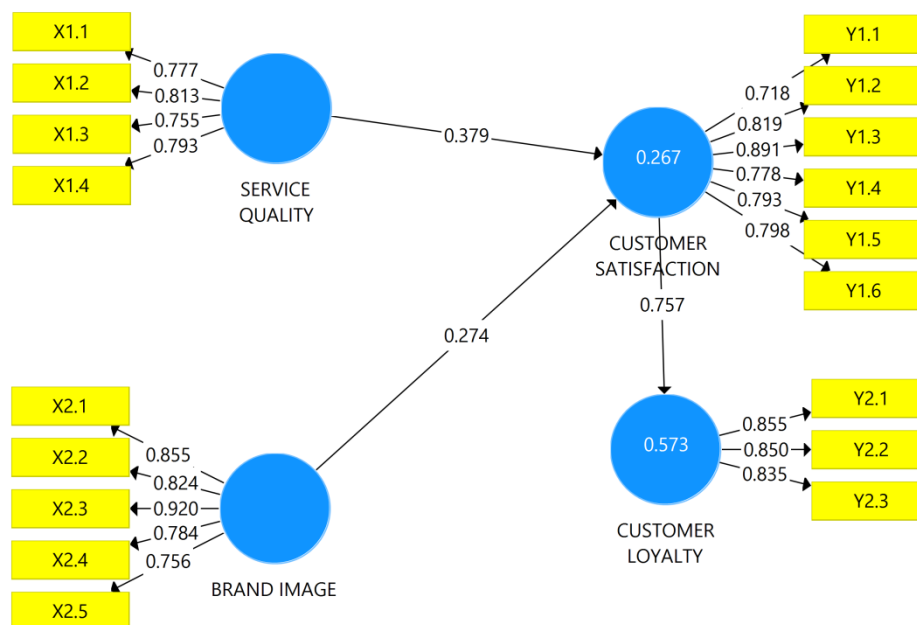 X1.1
X1.2
X1.3
X1.4
0.777
0.813
0.755
0.793
SERVICE
QUALITY
0.379
0.267
CUSTOMER
SATISFACTION
0.718
0.819
0.891
0.778
0.793
0.798
Y1.1
Y1.2
Y1.3
Y1.4
Y1.5
Y1.6
0.274
0.757
X2.1
X2.2
X2.3
X2.4
X2.5
0.855
0.824
0.920
0.784
0.756
BRAND IMAGE
0.573
CUSTOMER
LOYALTY
0.855
0.850
0.835
Y2.1
Y2.2
Y2.3